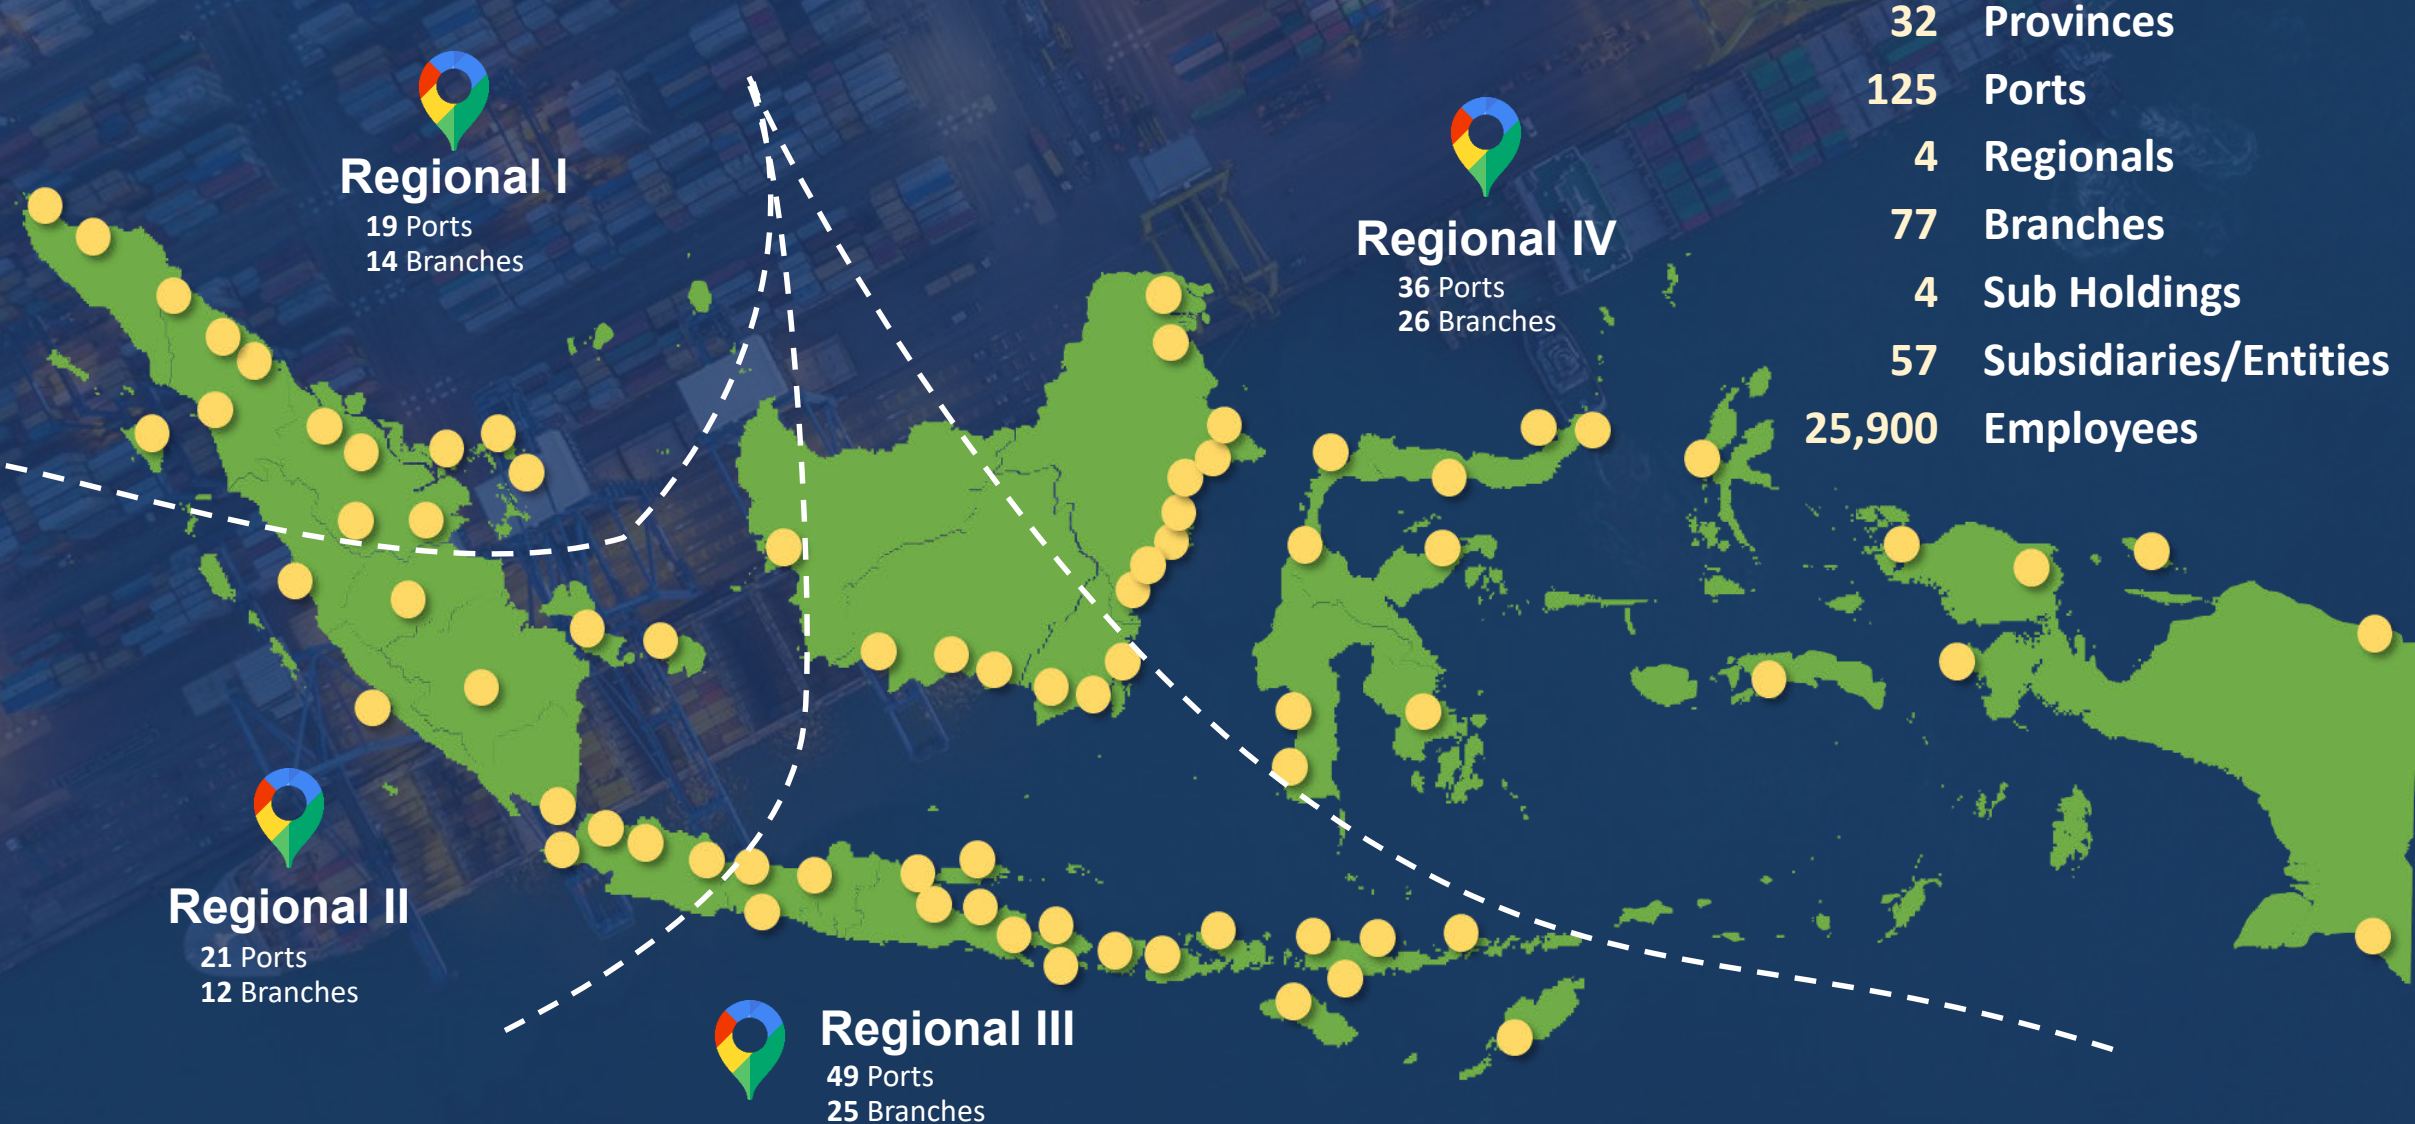 32 Provinces
125 Ports
4 Regionals
77 Branches
4 Sub Holdings
57 Subsidiaries/Entities
25,900 Employees
Regional I
19 Ports
14 Branches
Regional IV
36 Ports
26 Branches
Regional II
21 Ports
12 Branches
Regional III
49 Ports
25 Branches